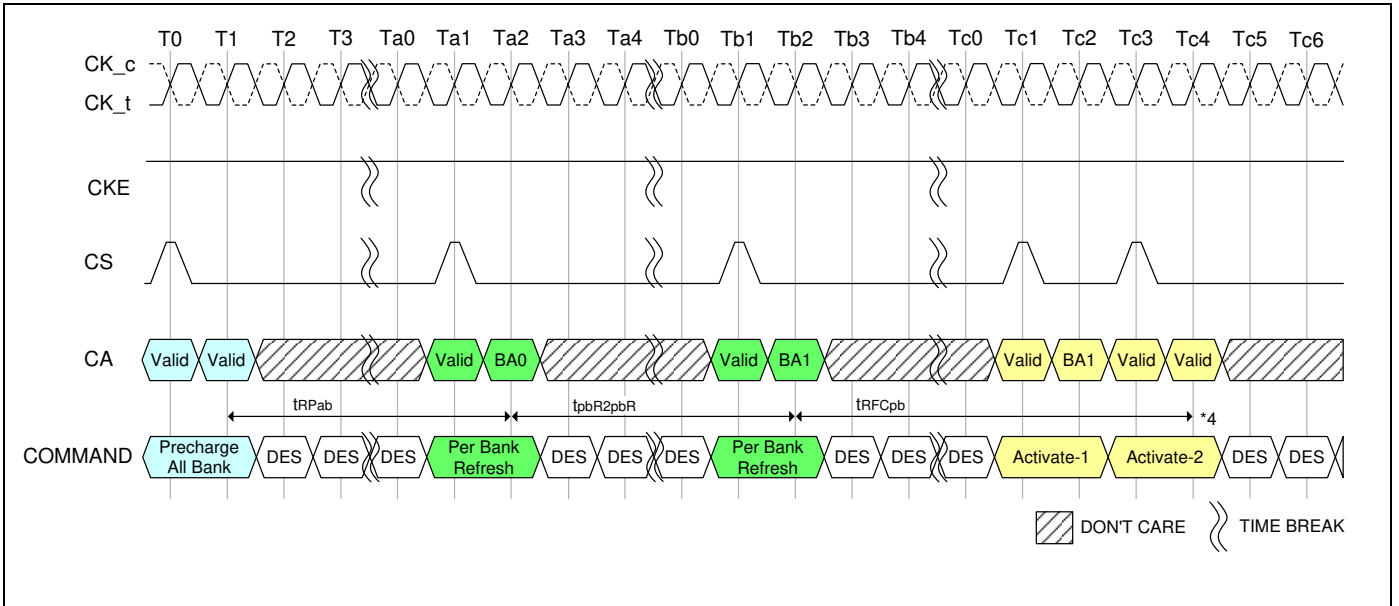 T0 T1 T2 T3 Ta0 Ta1 Ta2 Ta3 Ta4 Tb0 Tb1 Tb2 Tb3 Tb4 Tc0 Tc1 Tc2 Tc3 Tc4 Tc5 Tc6
CK_c
CK_t
CKE
CS
CA Valid Valid Valid BA0 Valid BA1 Valid BA1 Valid Valid
tRPab tpbR2pbR tRFCpb *4
COMMAND Precharge All Bank DES DES DES Per Bank Refresh DES DES DES Per Bank Refresh DES DES DES Activate-1 Activate-2 DES DES
DON'T CARE TIME BREAK